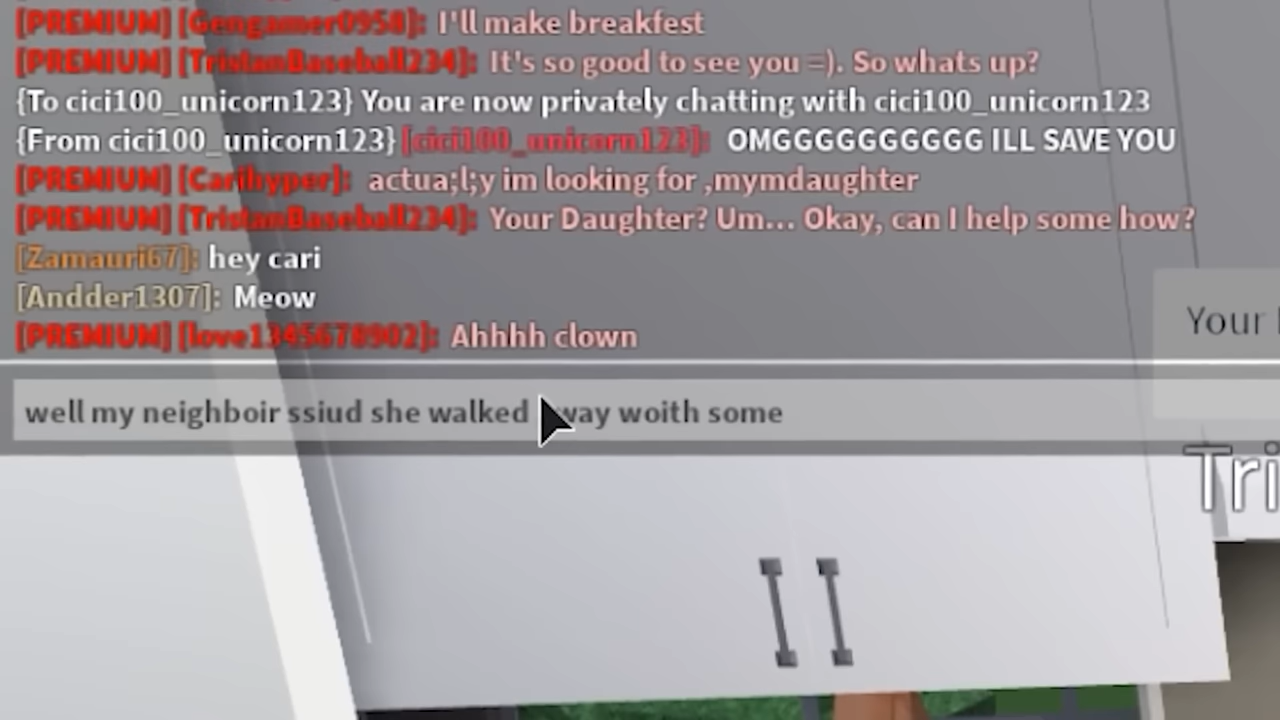 [PREMIUM] [Gengamer0958]: I'll make breakfest
[PREMIUM] [TristanBaseball234]: It's so good to see you =). So whats up?
{To cici100_unicorn123} You are now privately chatting with cici100_unicorn123
{From cici100_unicorn123} [cici100_unicorn123]: OMGGGGGGGGGG ILL SAVE YOU
[PREMIUM] [Carihyper]: actua;l;y im looking for ,mymdaughter
[PREMIUM] [TristanBaseball234]: Your Daughter? Um... Okay, can I help some how?
[Zamauri67]: hey cari
[Andder1307]: Meow
[PREMIUM] [love1345678902]: Ahhhh clown
Your
well my neighboir ssiud she walked way woith some
Tri